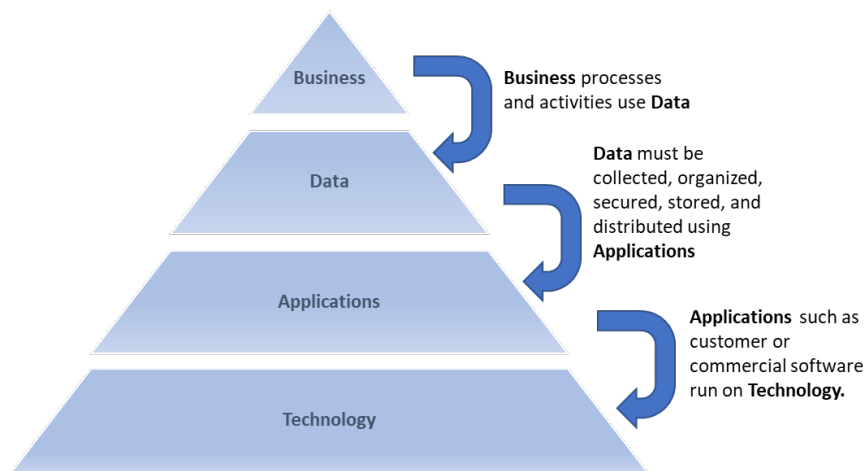 Business
Business processes
and activities use Data
Data
Data must be
collected, organized,
secured, stored, and
distributed using
Applications
Applications
Applications such as
customer or
commercial software
run on Technology.
Technology